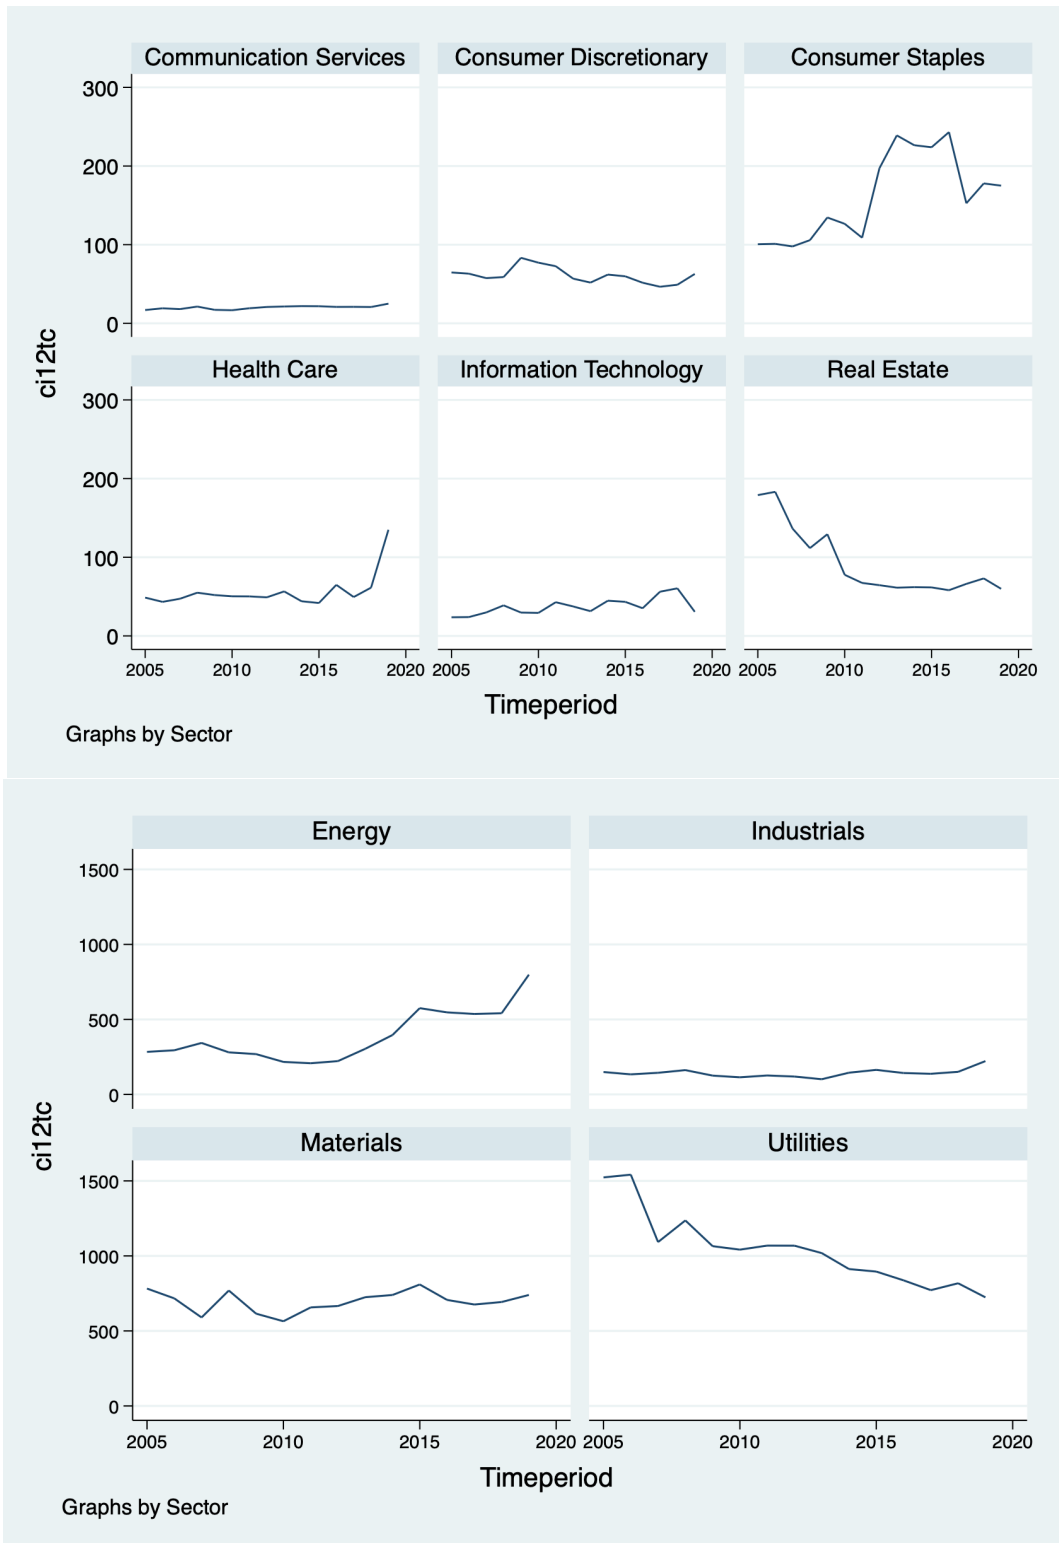 Communication Services
Consumer Discretionary
Consumer Staples
300
200
100
0
ci12tc
Health Care
Information Technology
Real Estate
300
200
100
0
2005 2010 2015 2020 2005 2010 2015 2020 2005 2010 2015 2020
Timeperiod
Graphs by Sector
Energy
Industrials
1500
1000
500
0
ci12tc
Materials
Utilities
1500
1000
500
0
2005 2010 2015 2020 2005 2010 2015 2020
Timeperiod
Graphs by Sector